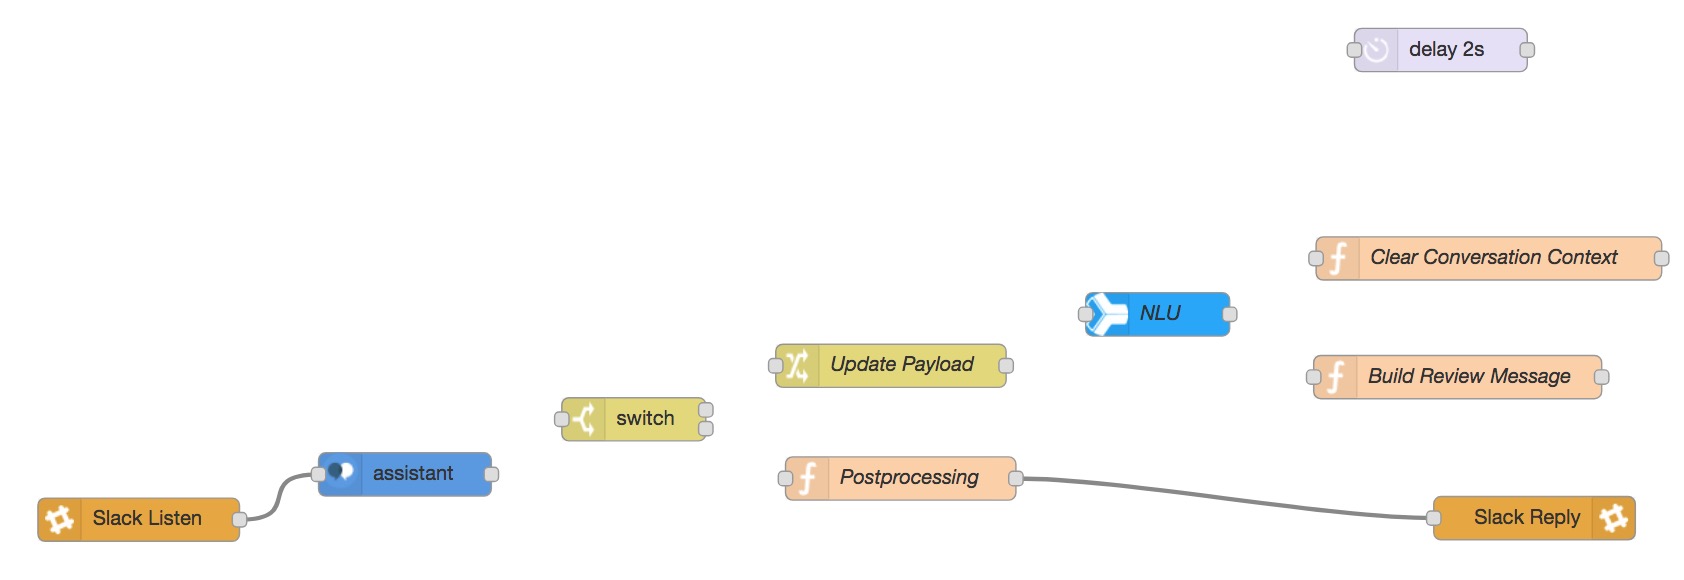 delay 2s
Clear Conversation Context
NLU
Update Payload
Build Review Message
switch
assistant
Postprocessing
Slack Listen
Slack Reply